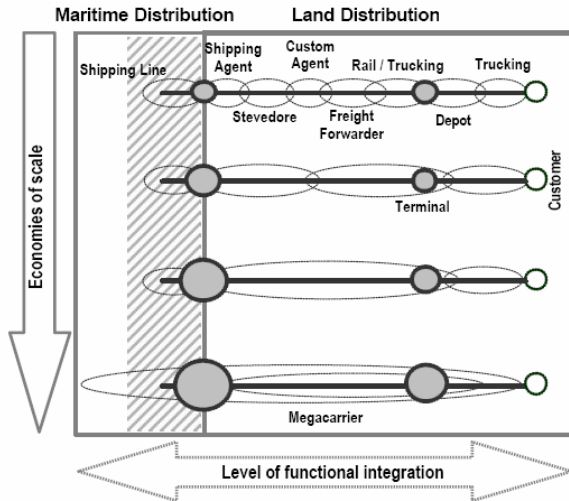 Maritime Distribution
Land Distribution
Shipping Line
Shipping
Agent
Custom
Agent
Rail / Trucking
Trucking
Stevedore
Freight
Forwarder
Depot
Economies of scale
Terminal
Customer
Megacarrier
Level of functional integration